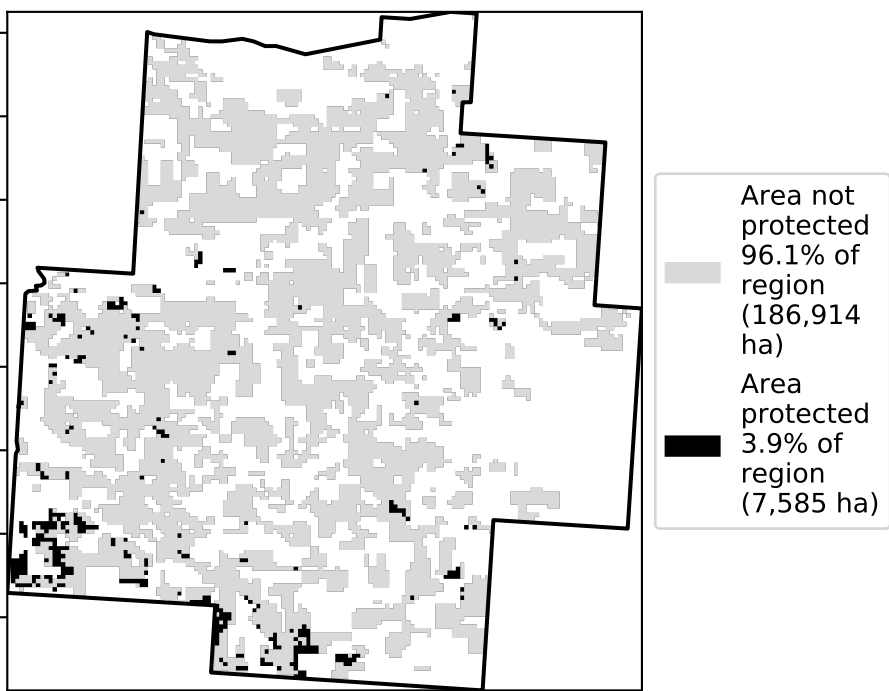 Area not
protected
96.1% of
region
(186,914
ha)
Area
protected
3.9% of
region
(7,585 ha)